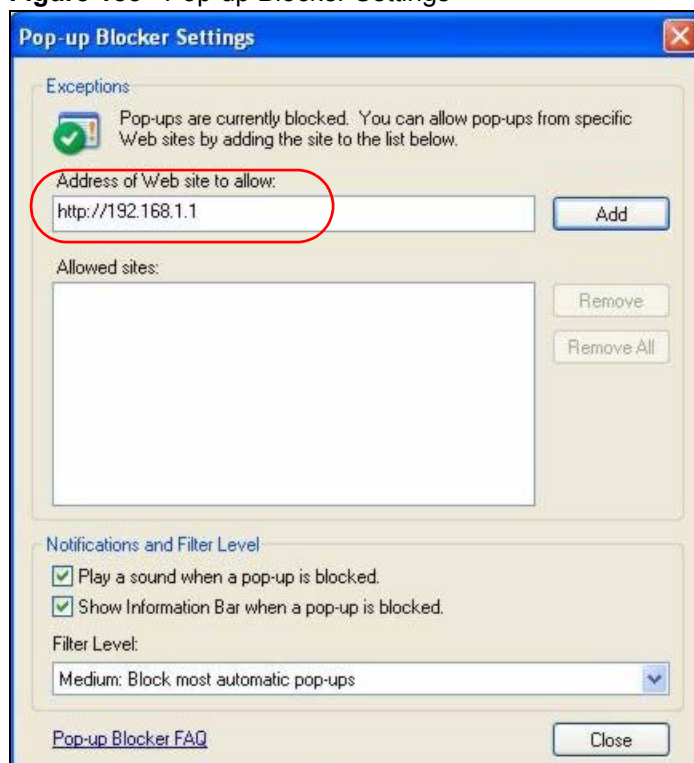 Pop-up Blocker Settings
Exceptions
Pop-ups are currently blocked. You can allow pop-ups from specific
Web sites by adding the site to the list below.
Address of Web site to allow:
http://192.168.1.1
Add
Allowed sites:
Remove
Remove All
Notifications and Filter Level
Play a sound when a pop-up is blocked.
Show Information Bar when a pop-up is blocked.
Filter Level:
Medium: Block most automatic pop-ups
Pop-up Blocker FAQ
Close